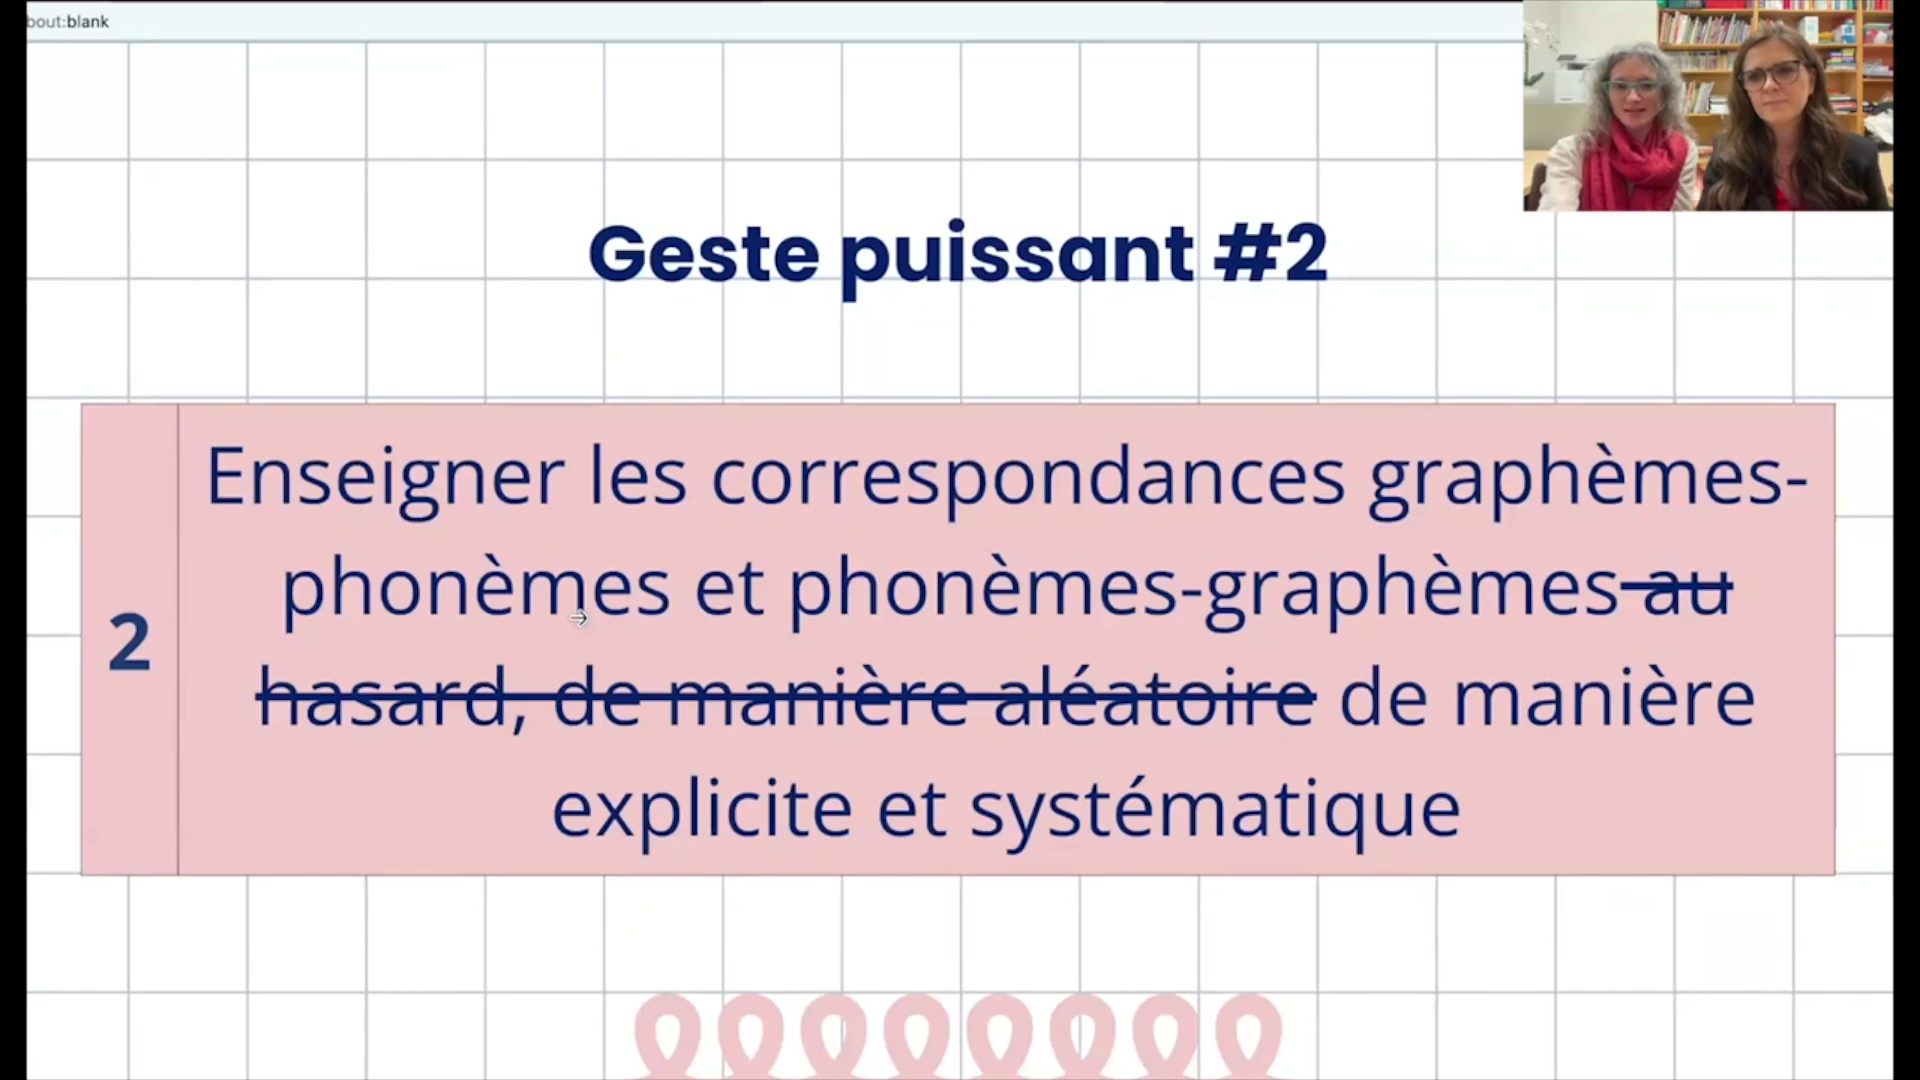 bout:blank
Geste puissant #2
Enseigner les correspondances graphèmes-
phonèmes et phonèmes-graphèmes au
2
hasard, de manière aléatoire de manière
explicite et systématique